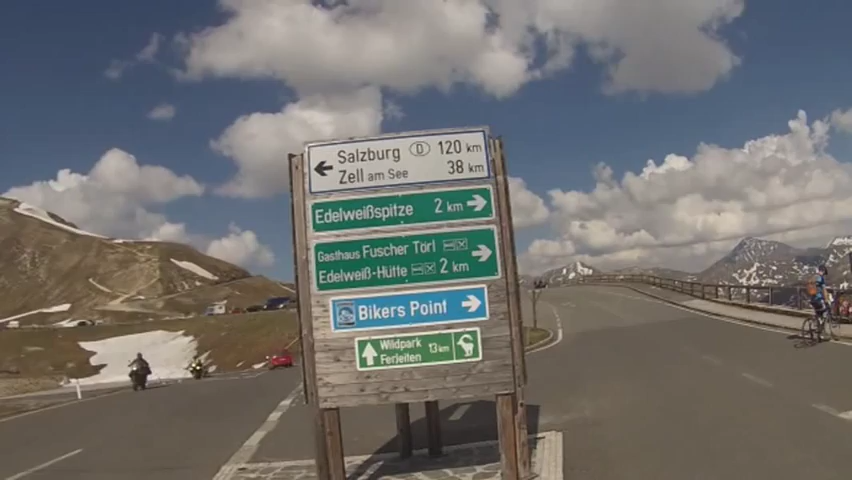 Salzburg D 120 km
Zell am See 38 km
Edelweißspitze 2 km
Gasthaus Fuscher Törl
Edelweiß-Hütte 2 km
Bikers Point
Wildpark 13 km
Ferleiten